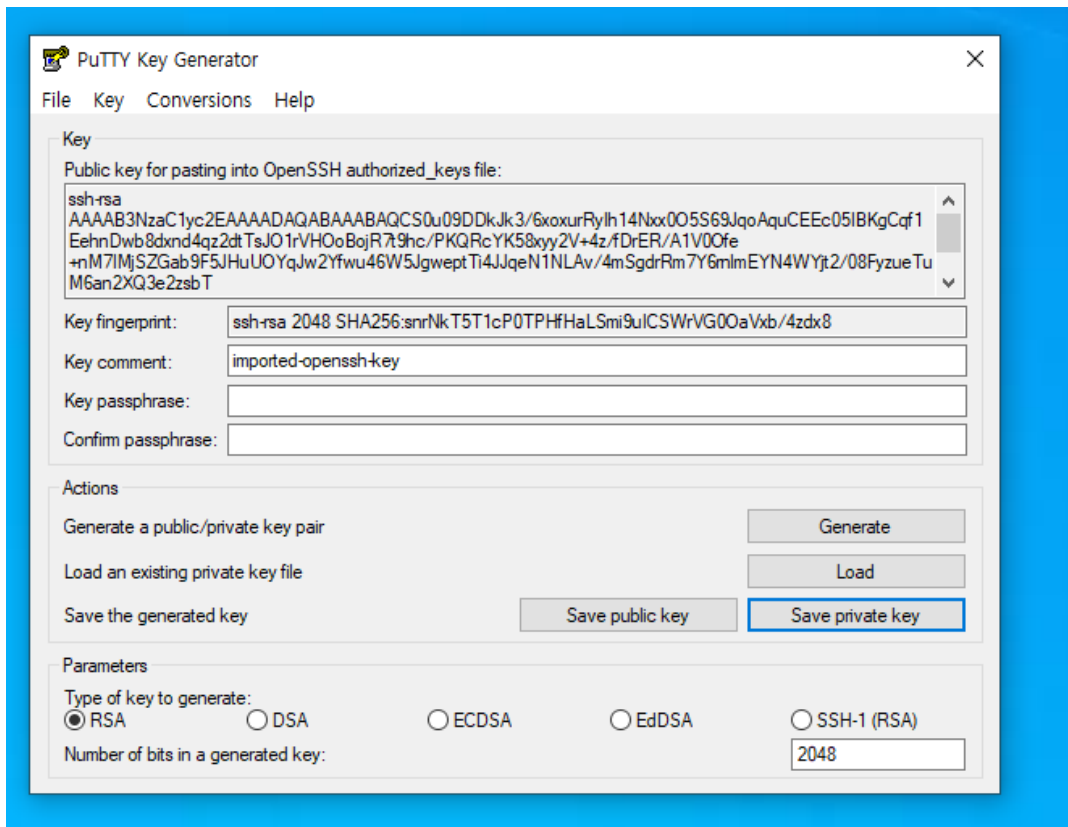 PuTTY Key Generator
File Key Conversions Help
Key
Public key for pasting into OpenSSH authorized_keys file:
ssh-rsa
AAAAB3NzaC1yc2EAAAADAQABAAABAQCS0u09DDkJk3/6xoxurRylh14Nxx0O5S69JqoAquCEEc05IBKgCqf1
EehnDwb8dxnd4qz2dtTsJO1rVHOoBojR7t9hc/PKQRcYK58xyy2V+4z/fDrER/A1V0Ofe
+nM7lMjSZGab9F5JHuUOYqJw2Yfwu46W5JgweptTi4JJqeN1NLAv/4mSgdrRm7Y6mlmEYN4WYjt2/08FyzueTu
M6an2XQ3e2zsbT
Key fingerprint: ssh-rsa 2048 SHA256:snrNkT5T1cP0TPHfHaLSmi9ulCSWrVG0OaVxb/4zdx8
Key comment: imported-openssh-key
Key passphrase:
Confirm passphrase:
Actions
Generate a public/private key pair Generate
Load an existing private key file Load
Save the generated key Save public key Save private key
Parameters
Type of key to generate:
RSA DSA ECDSA EdDSA SSH-1 (RSA)
Number of bits in a generated key: 2048